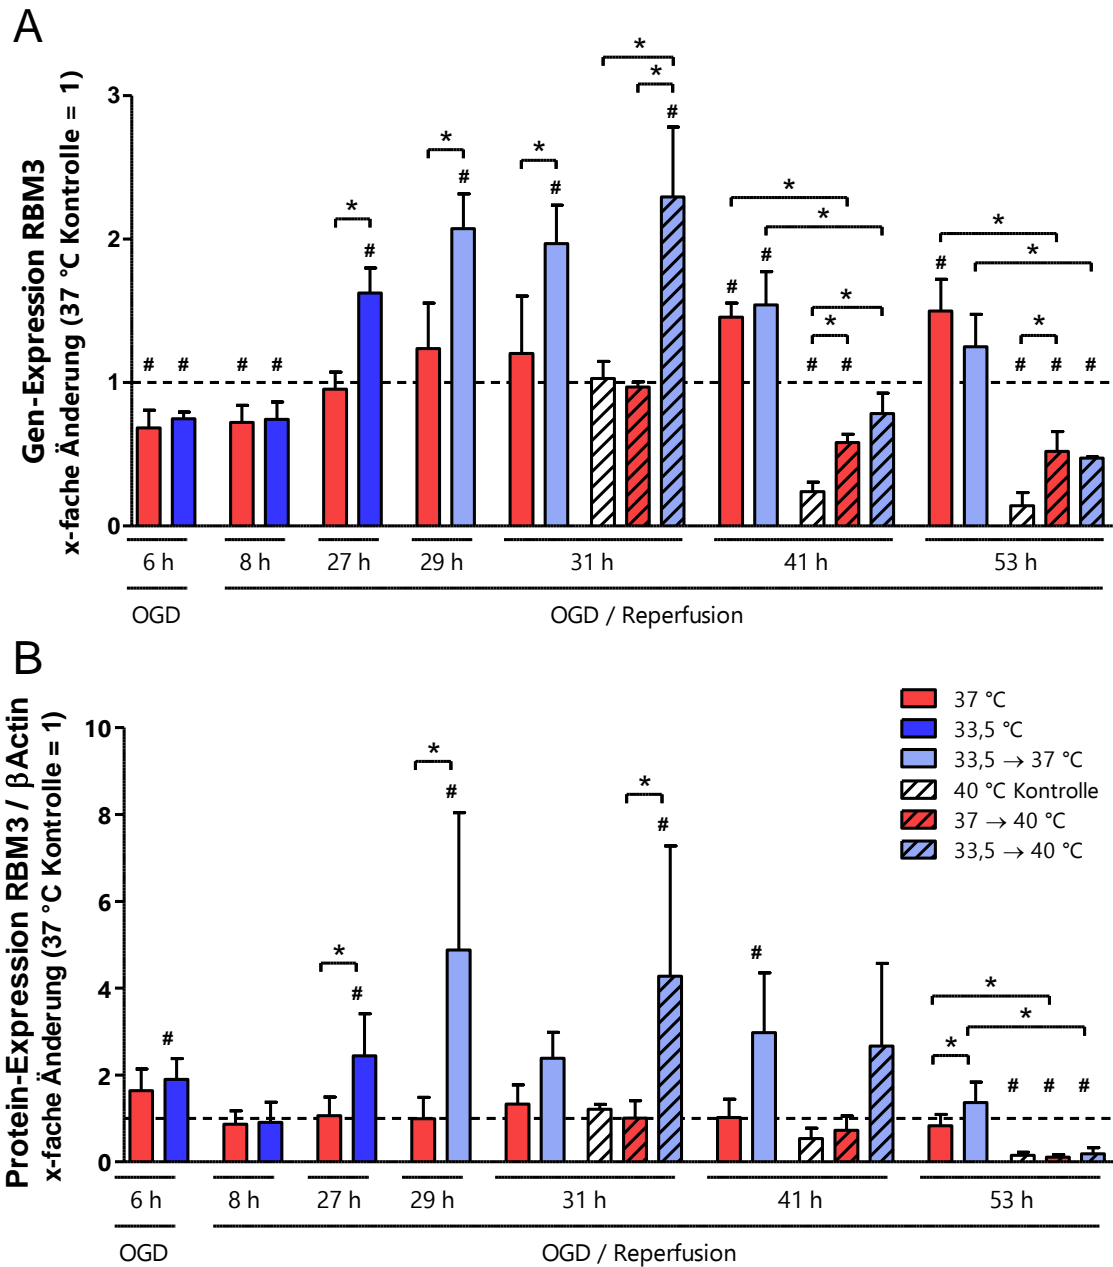 A
Gen-Expression RBM3
x-fache Änderung (37 °C Kontrolle = 1)
3
2
1
0
* * * * * * * * * * * *
# # # # # # # # # # # # # # # #
6 h 8 h 27 h 29 h 31 h 41 h 53 h
OGD OGD / Reperfusion
B
Protein-Expression RBM3 / βActin
x-fache Änderung (37 °C Kontrolle = 1)
10
8
6
4
2
0
37 °C
33,5 °C
33,5 → 37 °C
40 °C Kontrolle
37 → 40 °C
33,5 → 40 °C
* * * * * *
# # # # # # # #
6 h 8 h 27 h 29 h 31 h 41 h 53 h
OGD OGD / Reperfusion